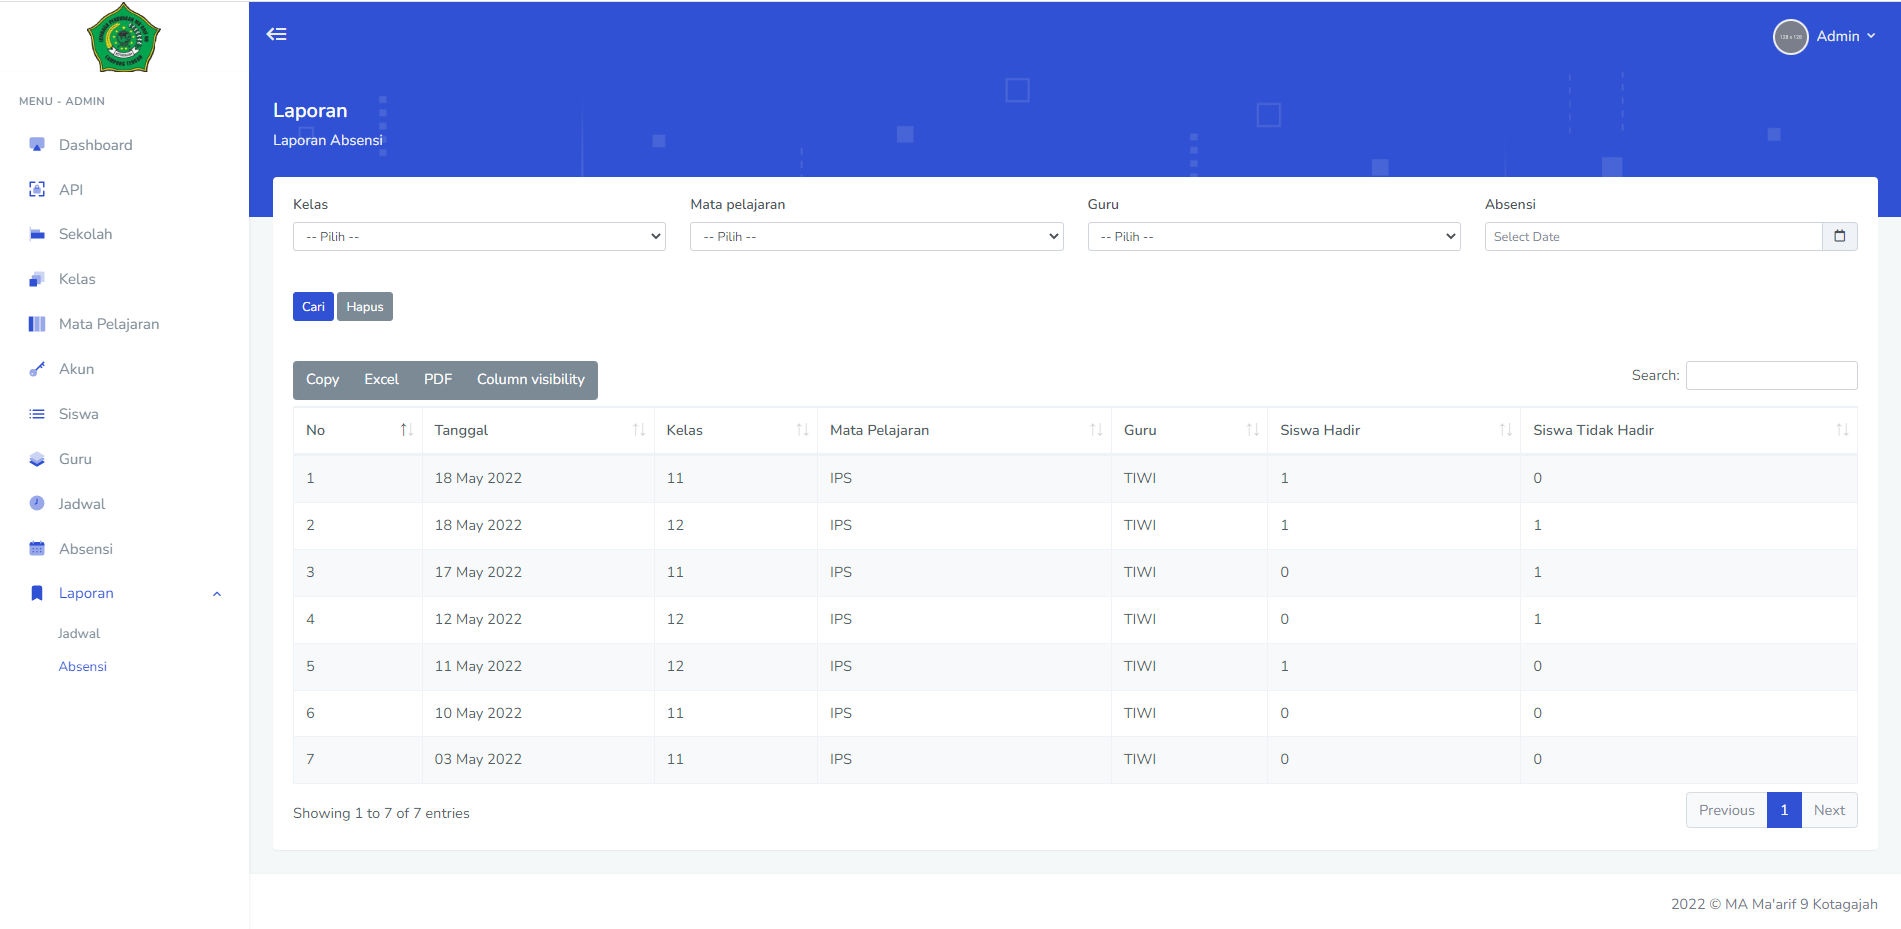 MENU - ADMIN
Dashboard
API
Sekolah
Kelas
Mata Pelajaran
Akun
Siswa
Guru
Jadwal
Absensi
Laporan
Jadwal
Absensi
Admin
Laporan
Laporan Absensi
Kelas Mata pelajaran Guru Absensi
-- Pilih -- -- Pilih -- -- Pilih -- Select Date
Cari Hapus
Copy Excel PDF Column visibility Search:
No Tanggal Kelas Mata Pelajaran Guru Siswa Hadir Siswa Tidak Hadir
1 18 May 2022 11 IPS TIWI 1 0
2 18 May 2022 12 IPS TIWI 1 1
3 17 May 2022 11 IPS TIWI 0 1
4 12 May 2022 12 IPS TIWI 0 1
5 11 May 2022 12 IPS TIWI 1 0
6 10 May 2022 11 IPS TIWI 0 0
7 03 May 2022 11 IPS TIWI 0 0
Showing 1 to 7 of 7 entries Previous 1 Next
2022 © MA Ma'arif 9 Kotagajah